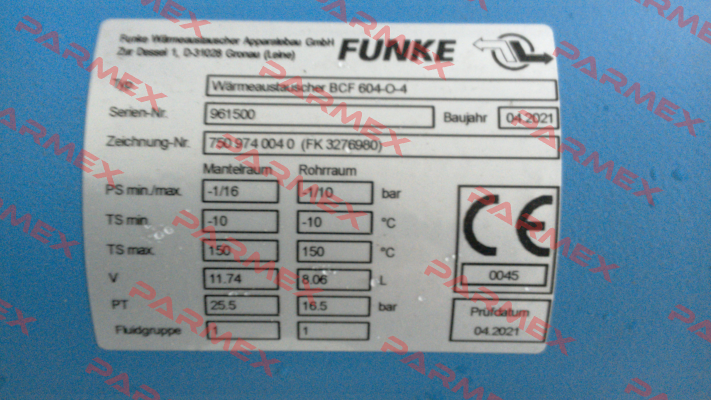 Funke Wärmeaustauscher Apparatebau GmbH
Zur Dessel 1, D-31028 Gronau (Leine)
FUNKE
Typ: Wärmeaustauscher BCF 604-O-4
Serien-Nr. 961500 Baujahr 04.2021
Zeichnung-Nr. 750 974 004 0 (FK 3276980)
Mantelraum Rohrraum
PS min./max. -1/16 -1/10 bar
TS min. -10 -10 °C
TS max. 150 150 °C
V 11.74 8.06 L
PT 25.5 16.5 bar
Fluidgruppe 1 1
CE
0045
Prüfdatum
04.2021
PARMEX